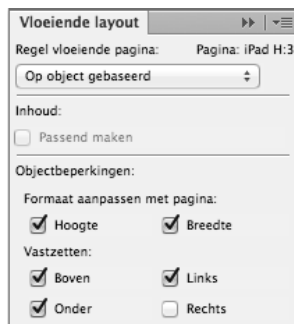 Vloeiende layout
Regel vloeiende pagina: Pagina: iPad H:3
Op object gebaseerd
Inhoud:
Passend maken
Objectbeperkingen:
Formaat aanpassen met pagina:
Hoogte Breedte
Vastzetten:
Boven Links
Onder Rechts